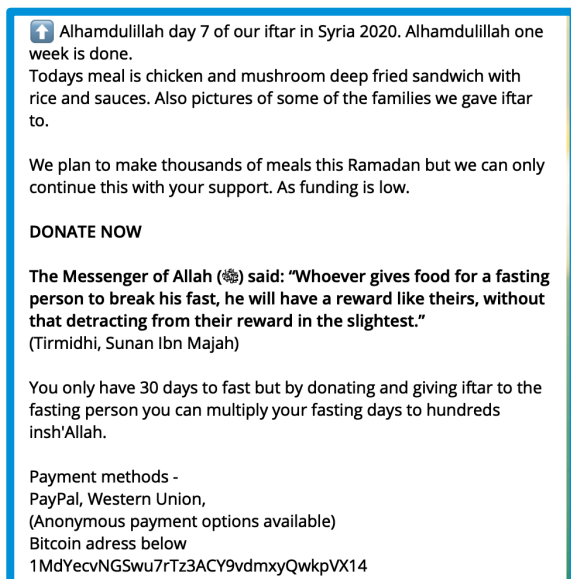 ⬆️ Alhamdulillah day 7 of our iftar in Syria 2020. Alhamdulillah one
week is done.
Todays meal is chicken and mushroom deep fried sandwich with
rice and sauces. Also pictures of some of the families we gave iftar
to.
We plan to make thousands of meals this Ramadan but we can only
continue this with your support. As funding is low.
DONATE NOW
The Messenger of Allah (ﷺ) said: “Whoever gives food for a fasting
person to break his fast, he will have a reward like theirs, without
that detracting from their reward in the slightest.”
(Tirmidhi, Sunan Ibn Majah)
You only have 30 days to fast but by donating and giving iftar to the
fasting person you can multiply your fasting days to hundreds
insh'Allah.
Payment methods -
PayPal, Western Union,
(Anonymous payment options available)
Bitcoin adress below
1MdYecvNGSwu7rTz3ACY9vdmxyQwkpVX14